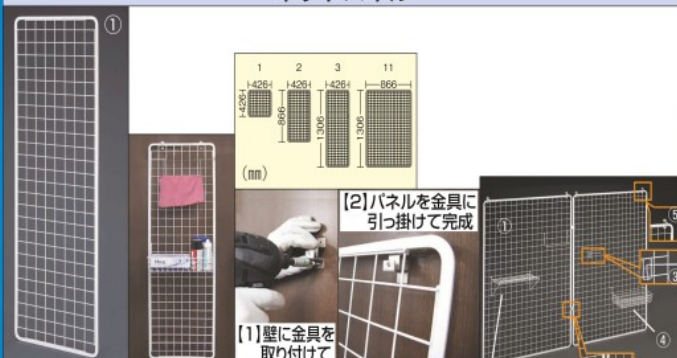 ①
1 2 3 11
426 426 426 866
426 866 1306 1306
(mm)
【1】壁に金具を
取り付けて
【2】パネルを金具に
引っ掛けて完成
①
⑤
③
④